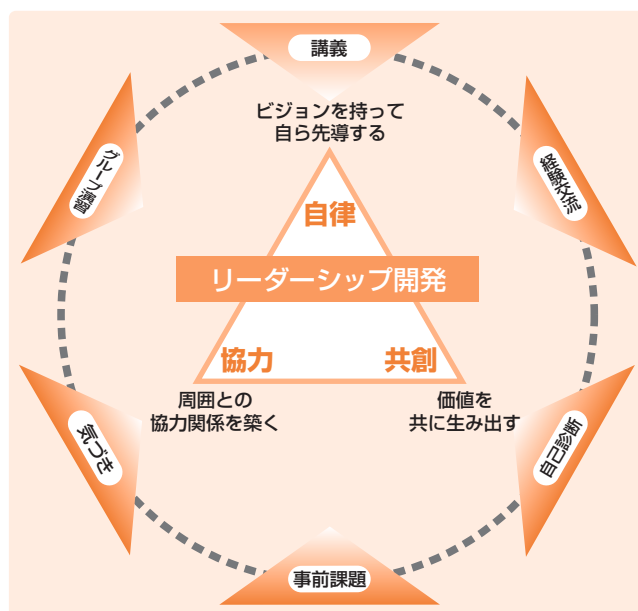 講義
ビジョンを持って
自ら先導する
グループ演習
経験交流
自律
リーダーシップ開発
協力
共創
周囲との
協力関係を築く
価値を
共に生み出す
気づき
自己診断
事前課題